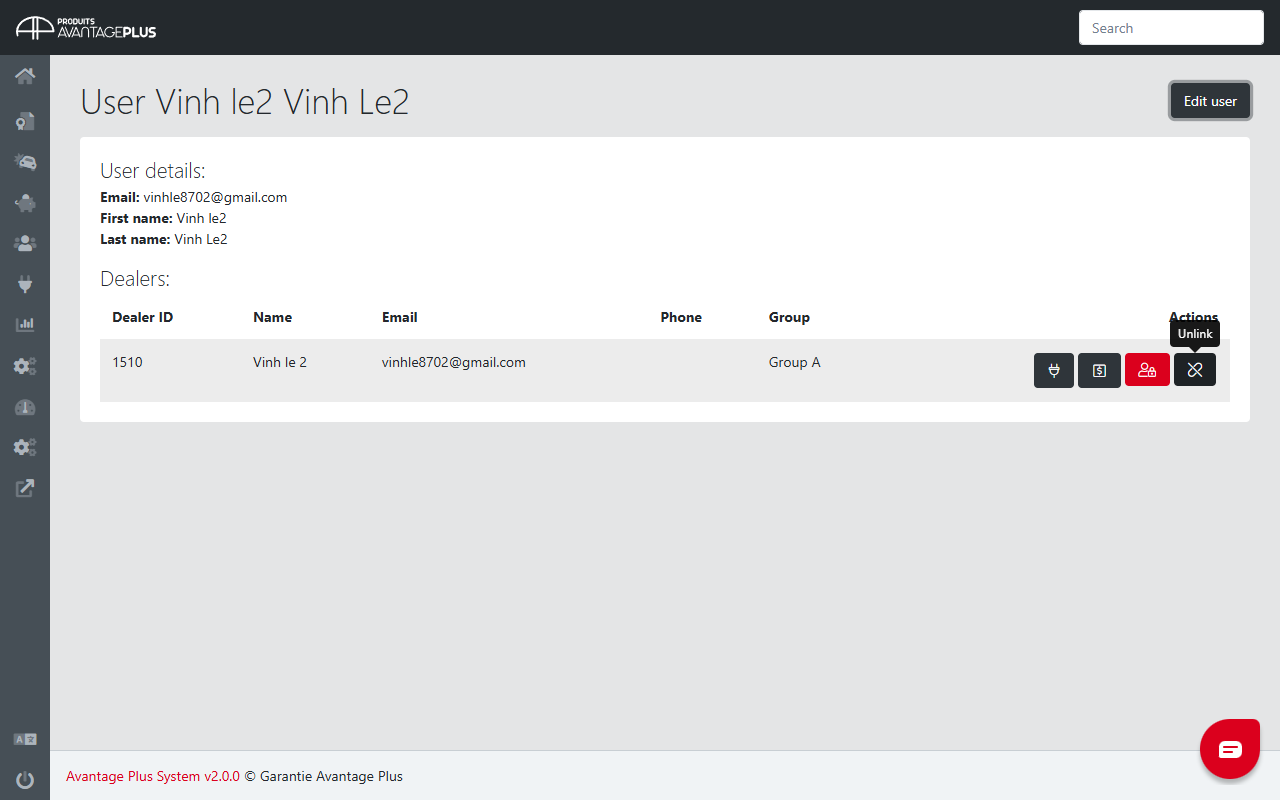 PRODUITS
AVANTAGEPLUS
Search
User Vinh le2 Vinh Le2
Edit user
User details:
Email: vinhle8702@gmail.com
First name: Vinh le2
Last name: Vinh Le2
Dealers:
Dealer ID Name Email Phone Group Actions
Unlink
1510 Vinh le 2 vinhle8702@gmail.com Group A
A
Avantage Plus System v2.0.0 © Garantie Avantage Plus